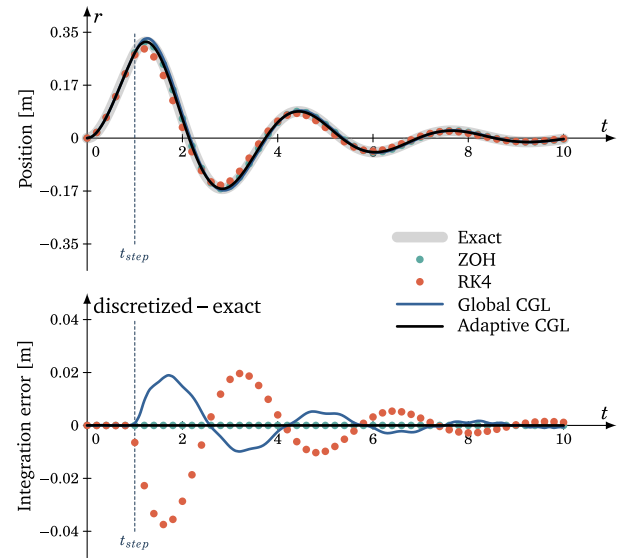 r
0.35
0.17
0
−0.17
−0.35
Position [m]
0 2 4 6 8 10
t
t_step
Exact
ZOH
RK4
Global CGL
Adaptive CGL
discretized − exact
0.04
0.02
0
−0.02
−0.04
Integration error [m]
0 2 4 6 8 10
t
t_step